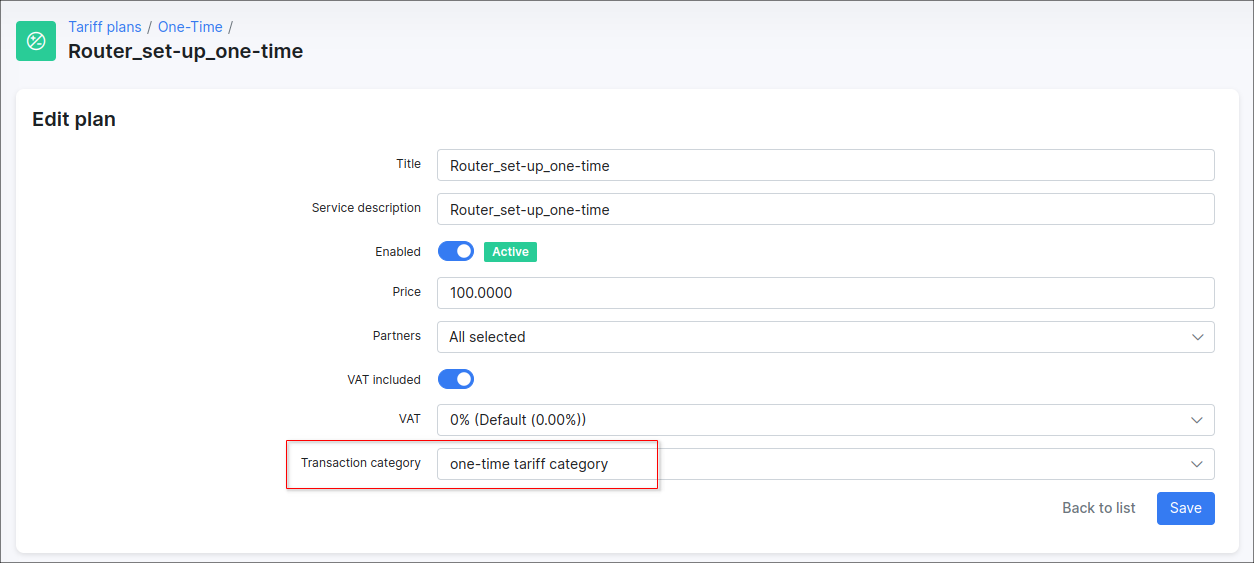 Tariff plans / One-Time /
Router_set-up_one-time
Edit plan
Title Router_set-up_one-time
Service description Router_set-up_one-time
Enabled Active
Price 100.0000
Partners All selected
VAT included
VAT 0% (Default (0.00%))
Transaction category one-time tariff category
Back to list Save